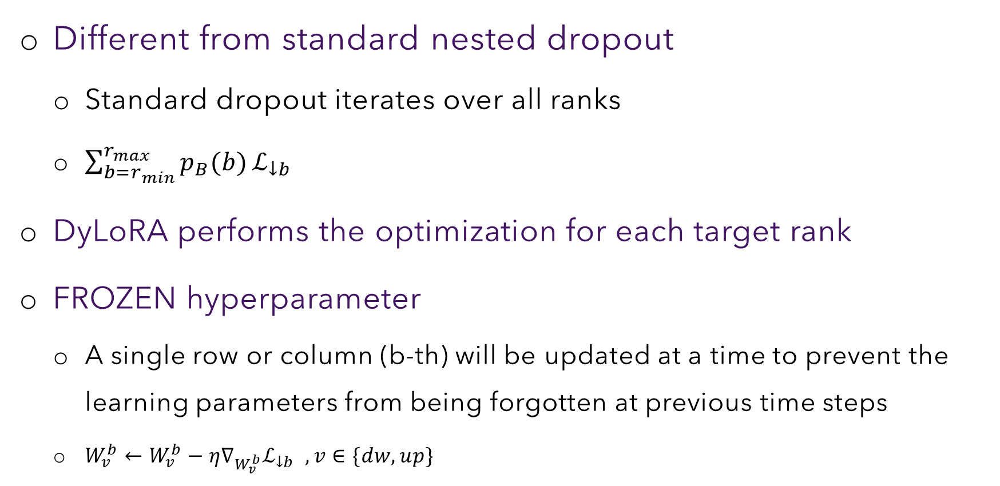 ○ Different from standard nested dropout
○ Standard dropout iterates over all ranks
○ $\sum_{b=r_{min}}^{r_{max}} p_B(b) \mathcal{L}_{\downarrow b}$
○ DyLoRA performs the optimization for each target rank
○ FROZEN hyperparameter
○ A single row or column (b-th) will be updated at a time to prevent the
learning parameters from being forgotten at previous time steps
○ $W_v^b \leftarrow W_v^b - \eta \nabla_{W_v^b} \mathcal{L}_{\downarrow b} \ , v \in \{dw, up\}$